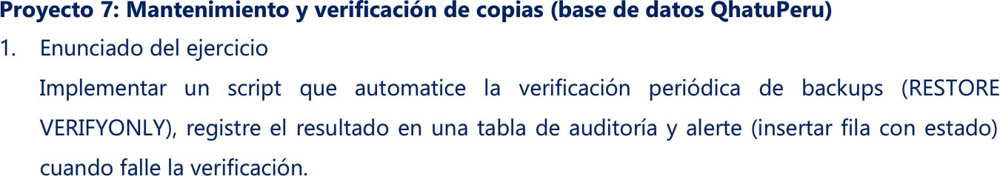 Proyecto 7: Mantenimiento y verificación de copias (base de datos QhatuPeru)
1. Enunciado del ejercicio
Implementar un script que automatice la verificación periódica de backups (RESTORE
VERIFYONLY), registre el resultado en una tabla de auditoría y alerte (insertar fila con estado)
cuando falle la verificación.